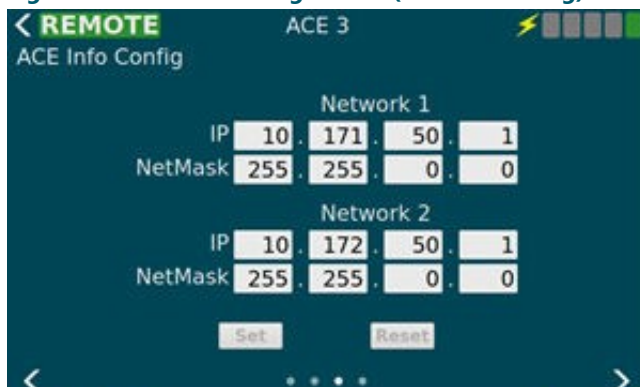 < REMOTE ACE 3
ACE Info Config
Network 1
IP 10 . 171 . 50 . 1
NetMask 255 . 255 . 0 . 0
Network 2
IP 10 . 172 . 50 . 1
NetMask 255 . 255 . 0 . 0
Set Reset
< >